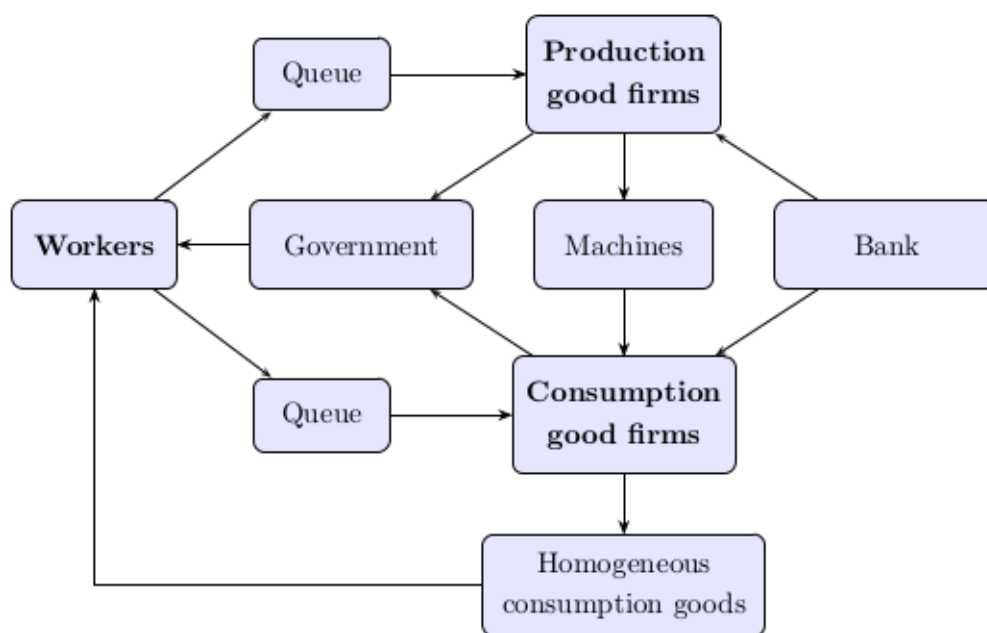 Queue
Production
good firms
Workers
Government
Machines
Bank
Queue
Consumption
good firms
Homogeneous
consumption goods